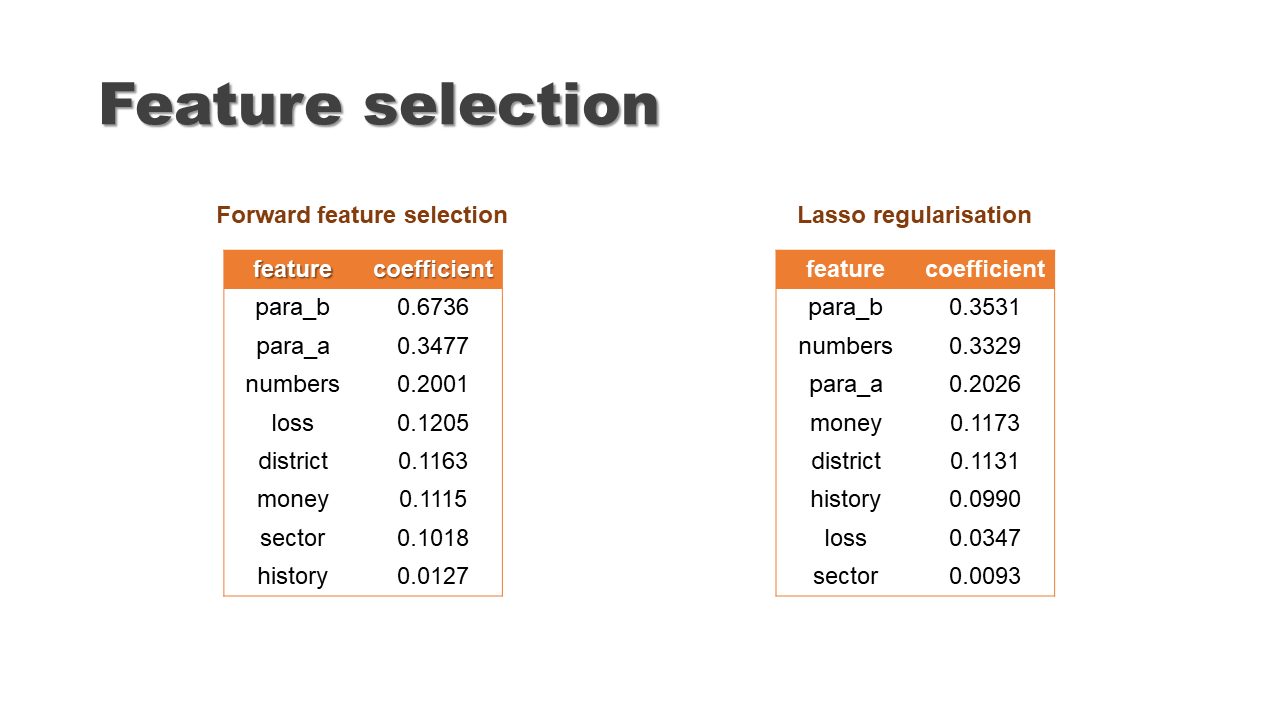 Feature selection
Forward feature selection
feature coefficient
para_b 0.6736
para_a 0.3477
numbers 0.2001
loss 0.1205
district 0.1163
money 0.1115
sector 0.1018
history 0.0127
Lasso regularisation
feature coefficient
para_b 0.3531
numbers 0.3329
para_a 0.2026
money 0.1173
district 0.1131
history 0.0990
loss 0.0347
sector 0.0093